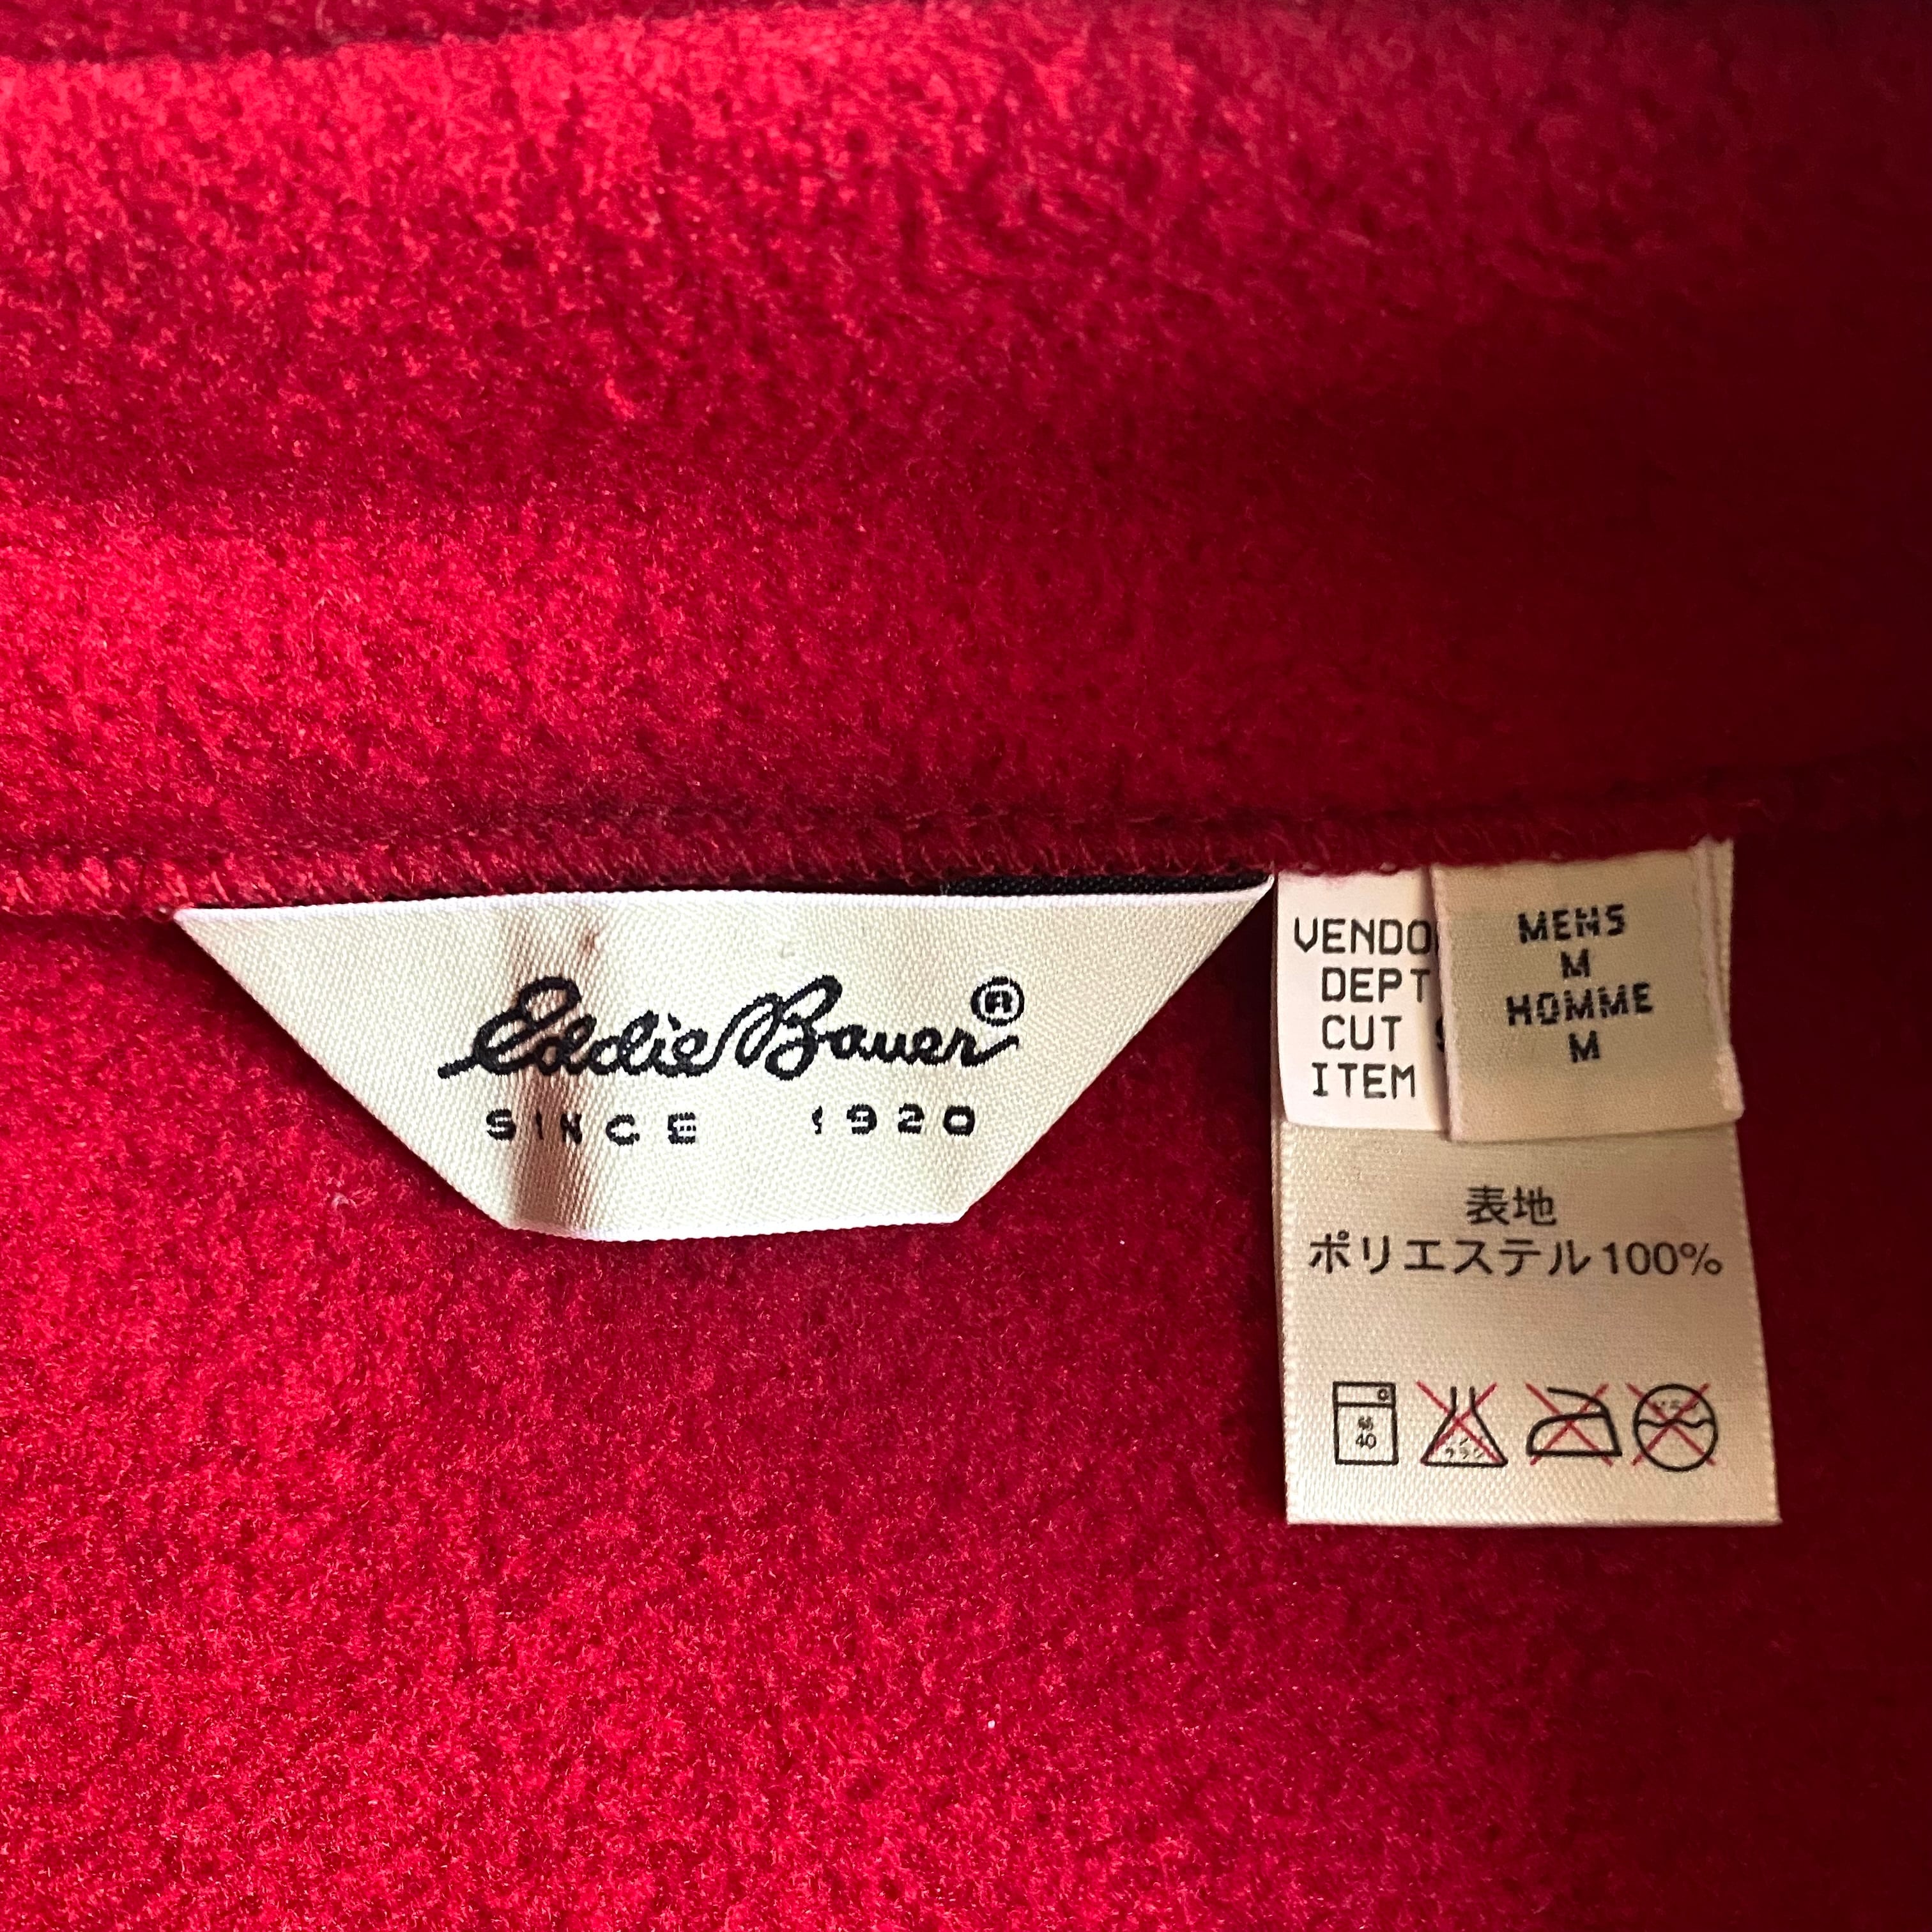 Eddie Bauer®
SINCE 1920
VENDO
DEPT
CUT
ITEM
MENS
M
HOMME
M
表地
ポリエステル100%
40